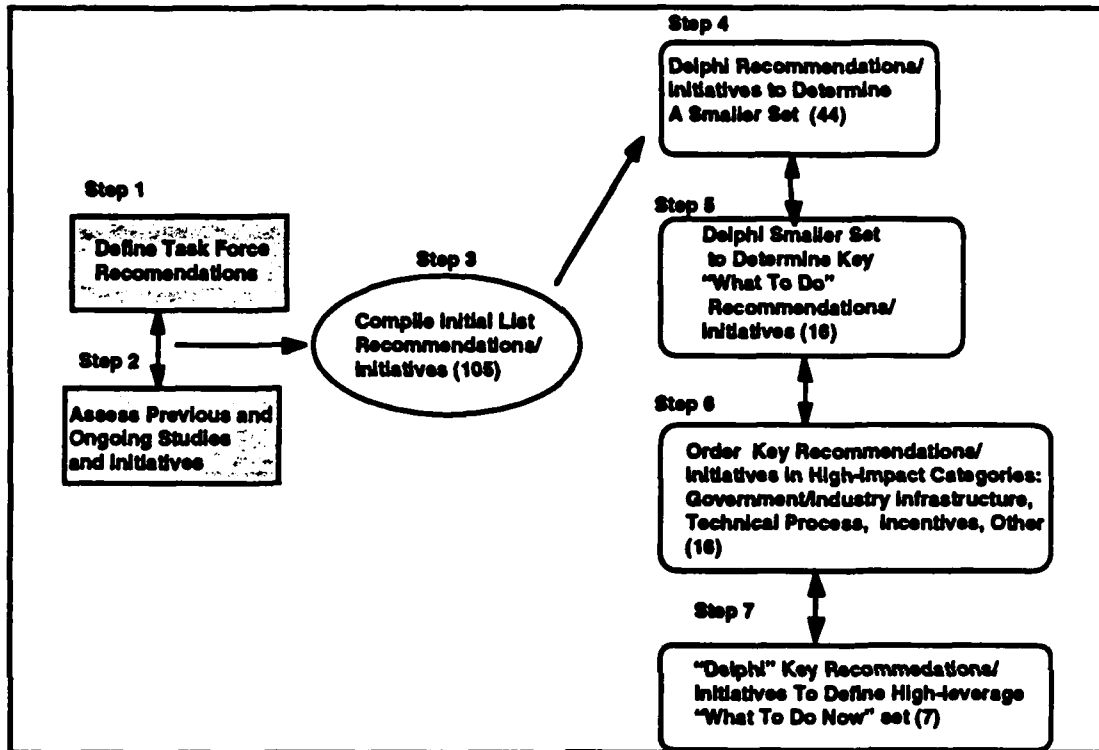 Step 1
Define Task Force
Recomendations
Step 2
Assess Previous and
Ongoing Studies
and Initiatives
Step 3
Compile Initial List
Recommendations/
Initiatives (105)
Step 4
Delphi Recommendations/
Initiatives to Determine
A Smaller Set (44)
Step 5
Delphi Smaller Set
to Determine Key
"What To Do"
Recommendations/
Initiatives (16)
Step 6
Order Key Recommendations/
Initiatives in High-Impact Categories:
Government/Industry Infrastructure,
Technical Process, Incentives, Other
(16)
Step 7
"Delphi" Key Recommedations/
Initiatives To Define High-leverage
"What To Do Now" set (7)